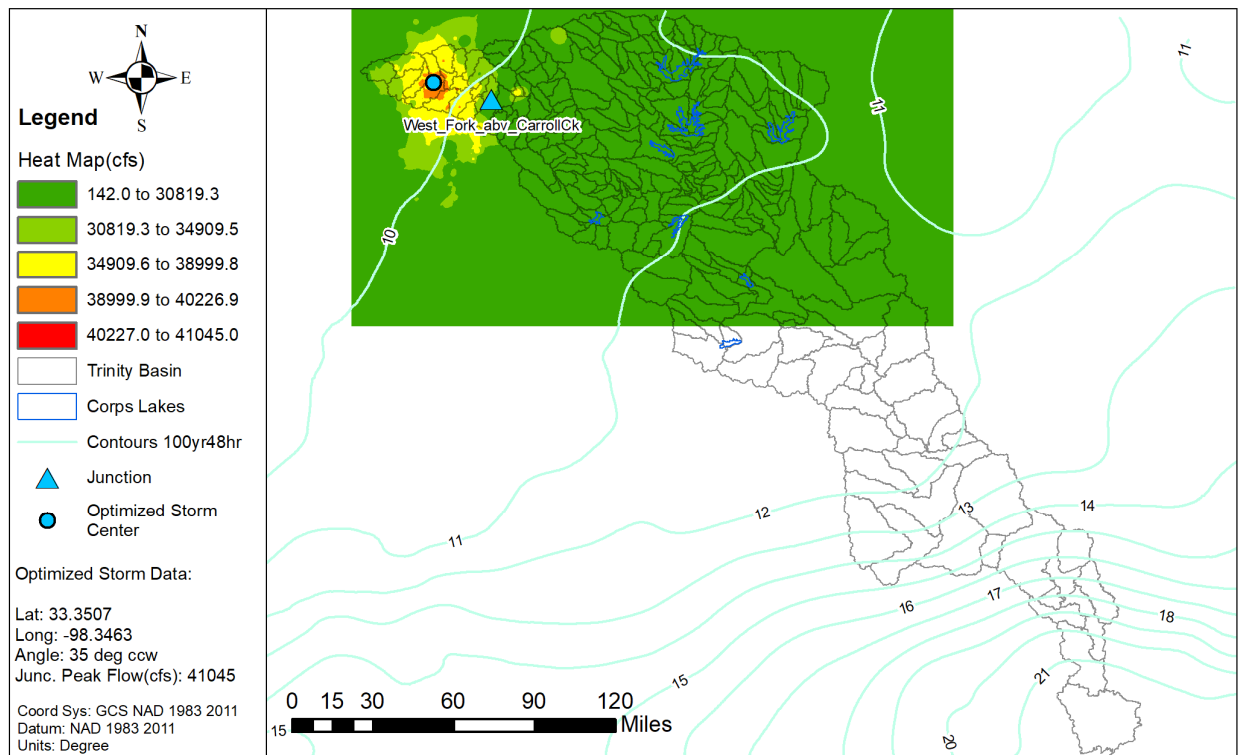 N
W
E
S
Legend
Heat Map(cfs)
142.0 to 30819.3
30819.3 to 34909.5
34909.6 to 38999.8
38999.9 to 40226.9
40227.0 to 41045.0
Trinity Basin
Corps Lakes
Contours 100yr48hr
Junction
Optimized Storm
Center
Optimized Storm Data:
Lat: 33.3507
Long: -98.3463
Angle: 35 deg ccw
Junc. Peak Flow(cfs): 41045
Coord Sys: GCS NAD 1983 2011
Datum: NAD 1983 2011
Units: Degree
West_Fork_abv_CarrollCk
11
11
10
12
13
14
11
16
17
18
15
21
20
15
0 15 30 60 90 120
Miles